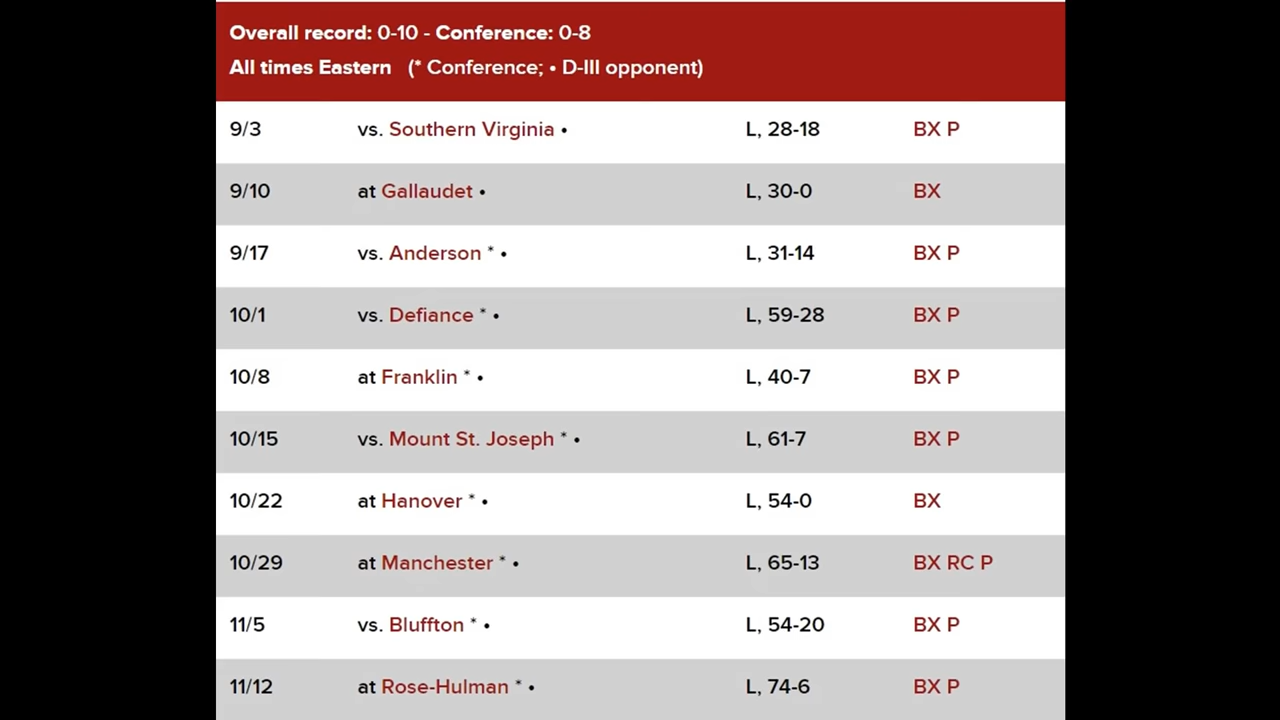 Overall record: 0-10 - Conference: 0-8
All times Eastern (* Conference; • D-III opponent)
9/3 vs. Southern Virginia • L, 28-18 BX P
9/10 at Gallaudet • L, 30-0 BX
9/17 vs. Anderson * • L, 31-14 BX P
10/1 vs. Defiance * • L, 59-28 BX P
10/8 at Franklin * • L, 40-7 BX P
10/15 vs. Mount St. Joseph * • L, 61-7 BX P
10/22 at Hanover * • L, 54-0 BX
10/29 at Manchester * • L, 65-13 BX RC P
11/5 vs. Bluffton * • L, 54-20 BX P
11/12 at Rose-Hulman * • L, 74-6 BX P